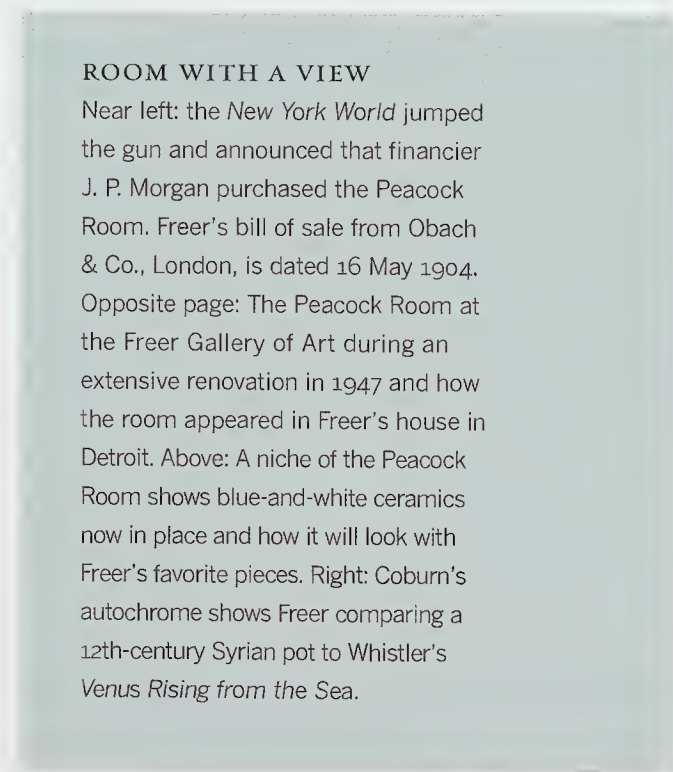 ROOM WITH A VIEW
Near left: the New York World jumped
the gun and announced that financier
J. P. Morgan purchased the Peacock
Room. Freer's bill of sale from Obach
& Co., London, is dated 16 May 1904.
Opposite page: The Peacock Room at
the Freer Gallery of Art during an
extensive renovation in 1947 and how
the room appeared in Freer's house in
Detroit. Above: A niche of the Peacock
Room shows blue-and-white ceramics
now in place and how it will look with
Freer's favorite pieces. Right: Coburn's
autochrome shows Freer comparing a
12th-century Syrian pot to Whistler's
Venus Rising from the Sea.